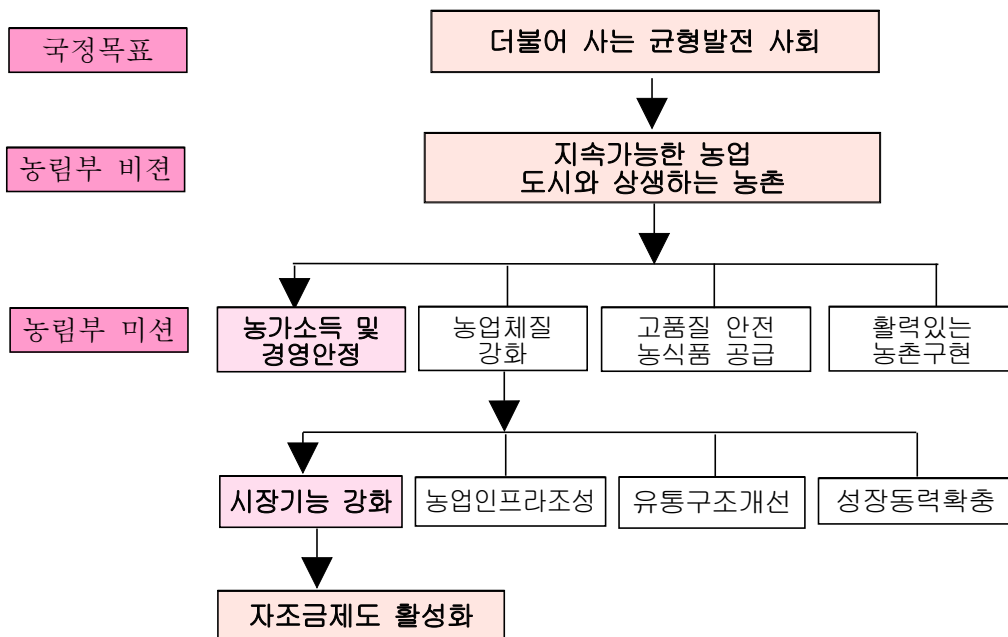 국정목표
더불어 사는 균형발전 사회
농림부 비젼
지속가능한 농업
도시와 상생하는 농촌
농림부 미션
농가소득 및
경영안정
농업체질
강화
고품질 안전
농식품 공급
활력있는
농촌구현
시장기능 강화
농업인프라조성
유통구조개선
성장동력확충
자조금제도 활성화